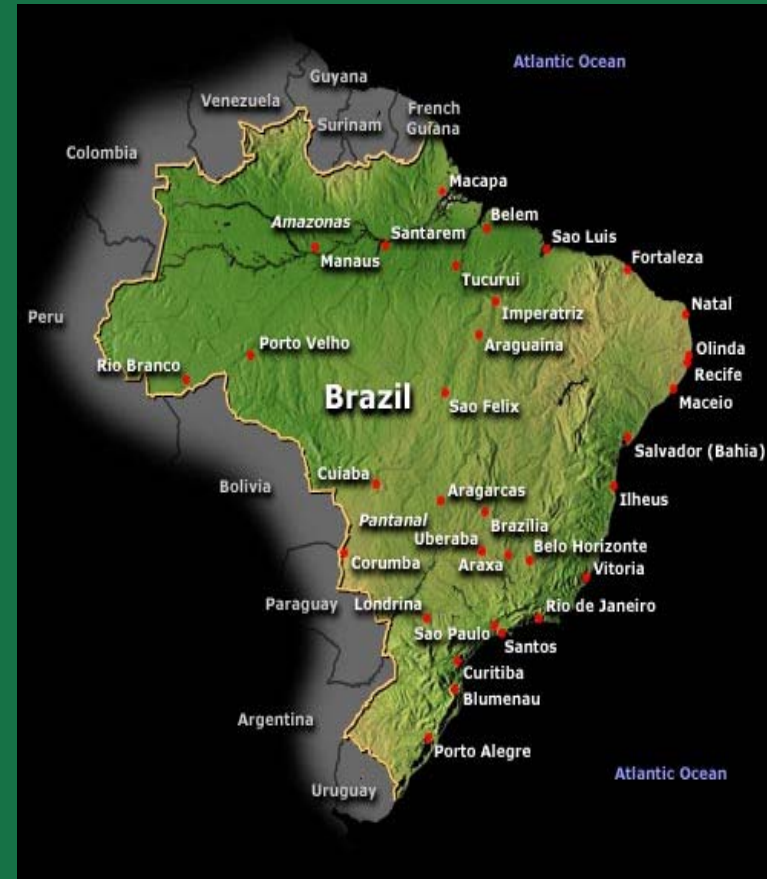 Atlantic Ocean
Guyana
Venezuela
French
Guiana
Surinam
Colombia
Macapa
Belem
Amazonas
Santarem
Sao Luis
Manaus
Fortaleza
Tucurui
Imperatriz
Natal
Peru
Porto Velho
Araguaina
Olinda
Rio Branco
Recife
Brazil
Sao Felix
Maceio
Salvador (Bahia)
Cuiaba
Bolivia
Aragarcas
Ilheus
Pantanal
Brazilia
Uberaba
Belo Horizonte
Corumba
Araxa
Vitoria
Paraguay
Londrina
Rio de Janeiro
Sao Paulo
Santos
Curitiba
Blumenau
Argentina
Porto Alegre
Atlantic Ocean
Uruguay